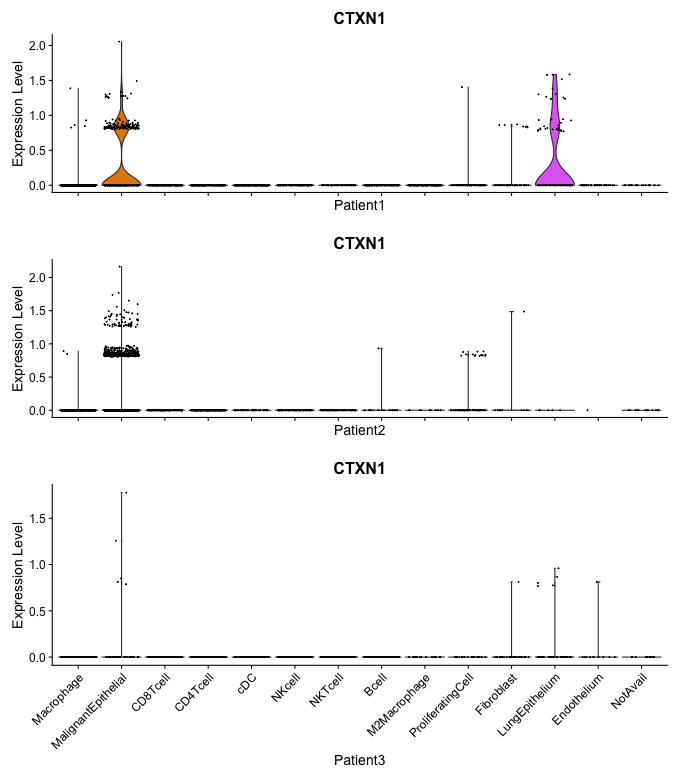 CTXN1
Expression Level
2.0
1.5
1.0
0.5
0.0
Patient1
CTXN1
Expression Level
2.0
1.5
1.0
0.5
0.0
Patient2
CTXN1
Expression Level
1.5
1.0
0.5
0.0
Macrophage
MalignantEpithelial
CD8Tcell
CD4Tcell
cDC
NKcell
NKTcell
Bcell
M2Macrophage
ProliferatingCell
Fibroblast
LungEpithelium
Endothelium
NotAvail
Patient3